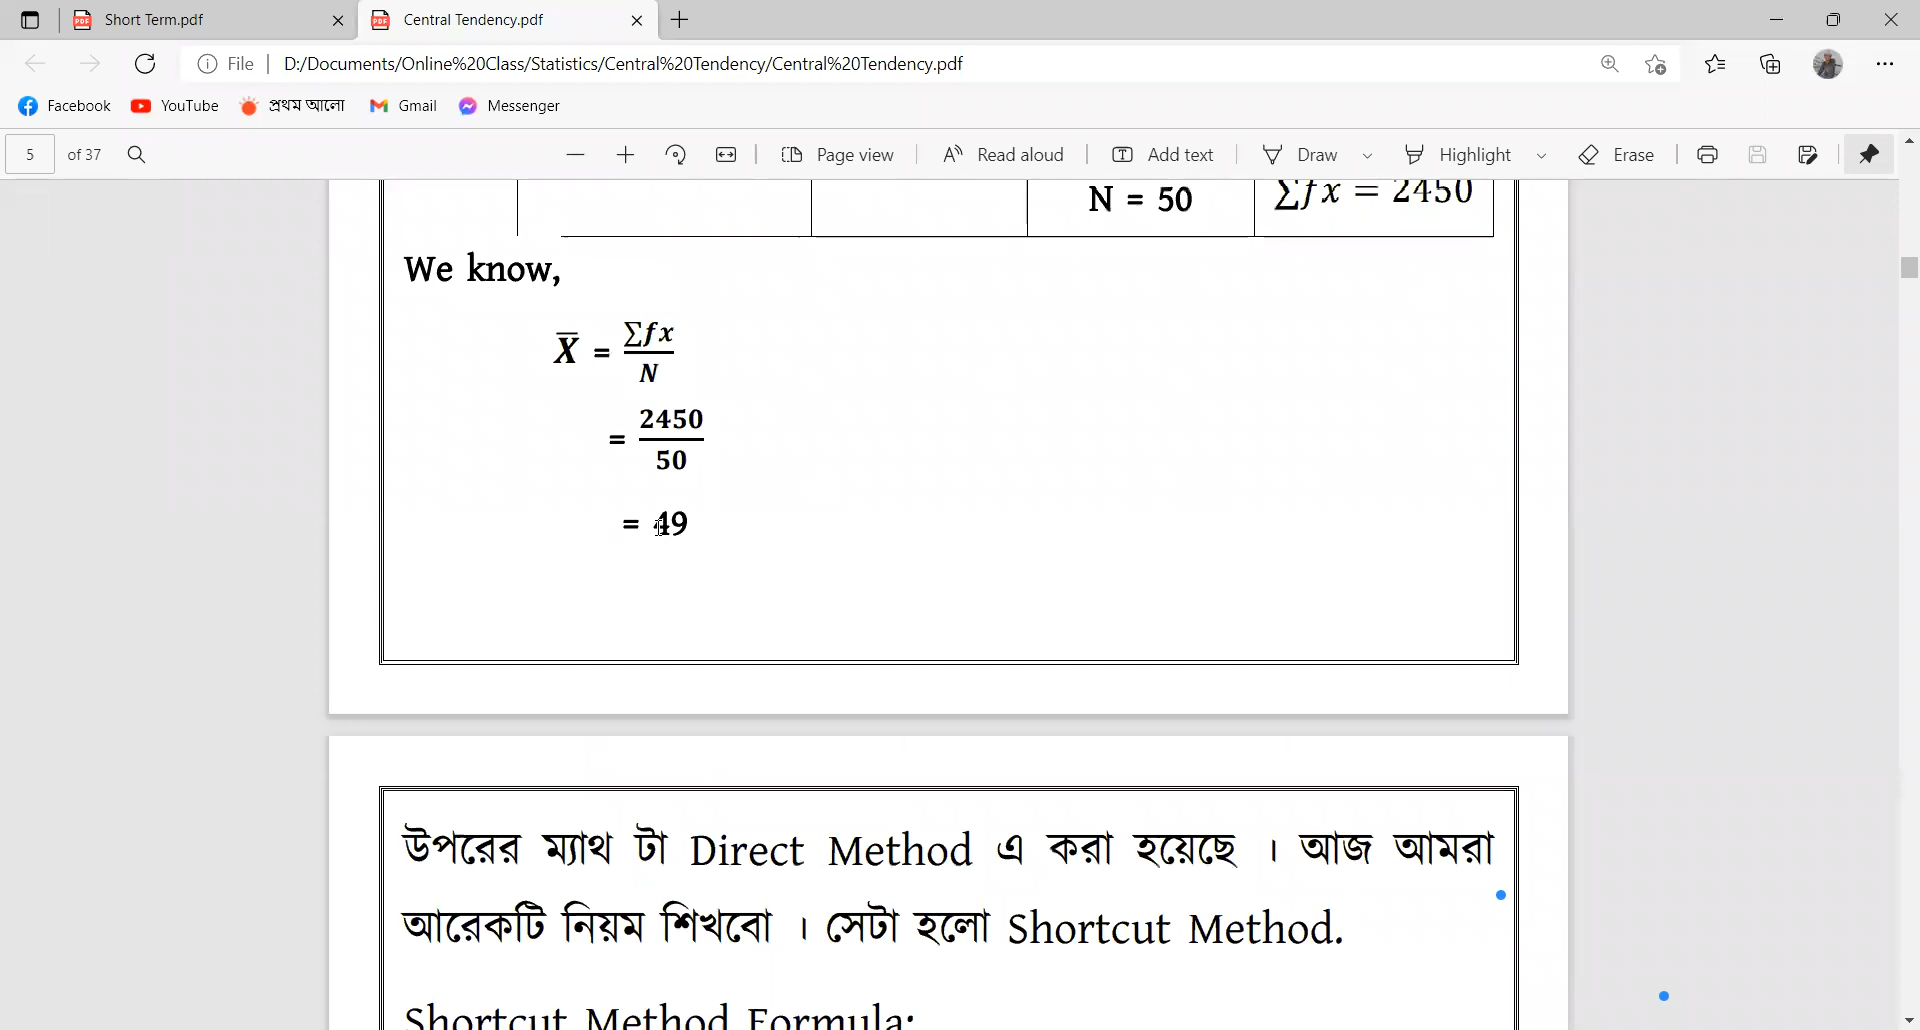 Short Term.pdf
Central Tendency.pdf
File
D:/Documents/Online%20Class/Statistics/Central%20Tendency/Central%20Tendency.pdf
Facebook YouTube প্রথম আলো Gmail Messenger
5 of 37 Page view Read aloud Add text Draw Highlight Erase
N = 50 ∑fx = 2450
We know,
X̅ = ∑fx / N
= 2450 / 50
= 49
উপরের ম্যাথ টা Direct Method এ করা হয়েছে । আজ আমরা
আরেকটি নিয়ম শিখবো । সেটা হলো Shortcut Method.
Shortcut Method Formula: